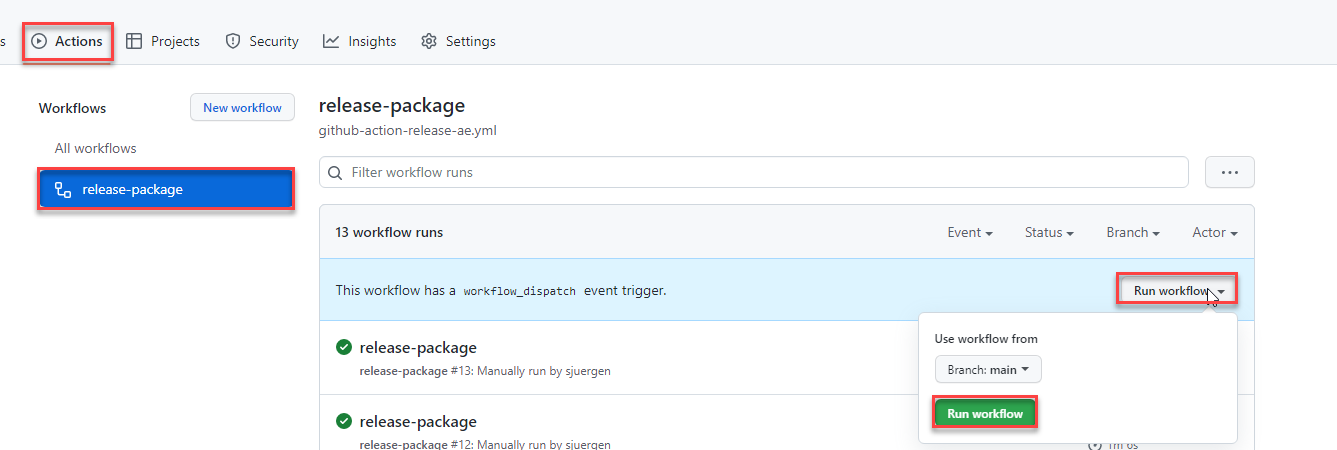 s Actions Projects Security Insights Settings
Workflows New workflow
All workflows
release-package
release-package
github-action-release-ae.yml
Filter workflow runs
13 workflow runs Event Status Branch Actor
This workflow has a workflow_dispatch event trigger. Run workflow
Use workflow from
Branch: main
Run workflow
release-package
release-package #13: Manually run by sjuergen
release-package
release-package #12: Manually run by sjuergen